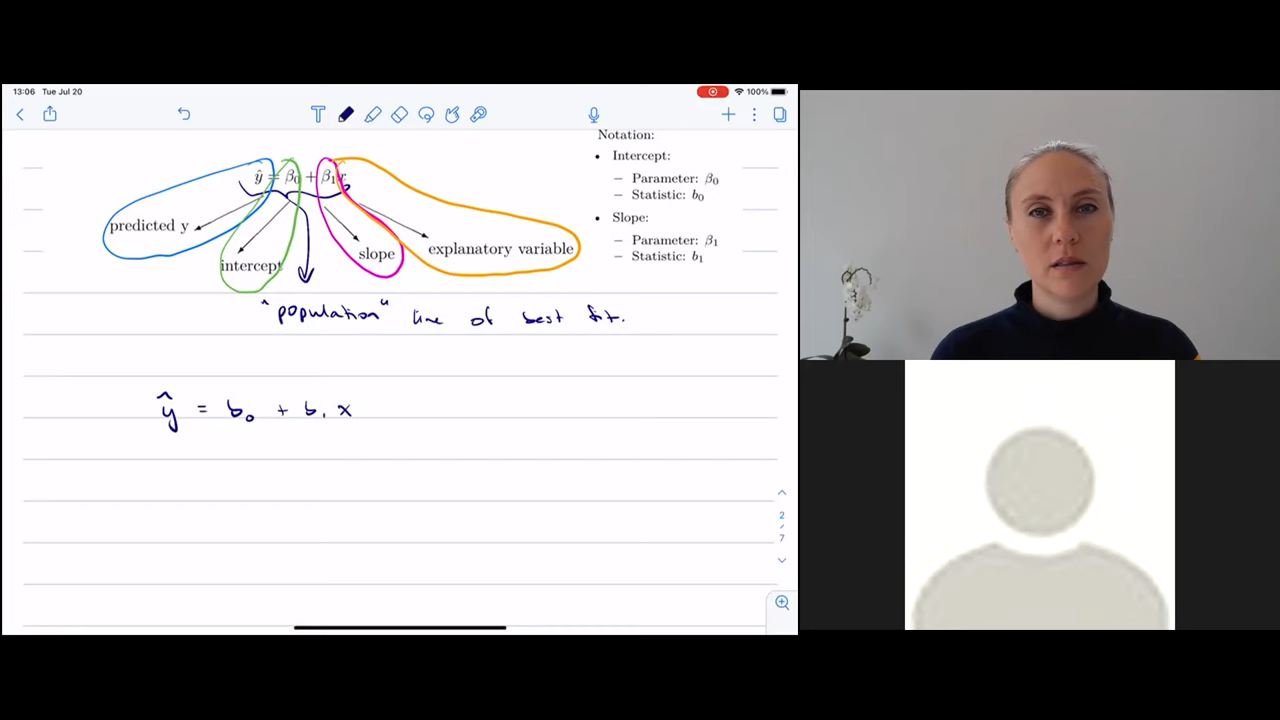 13:06 Tue Jul 20
100%
T
Notation:
• Intercept:
– Parameter: β₀
– Statistic: b₀
• Slope:
– Parameter: β₁
– Statistic: b₁
ŷ = β₀ + β₁x
predicted y
intercept
slope
explanatory variable
"population" line of best fit.
ŷ = b₀ + b₁ x
2
/
7